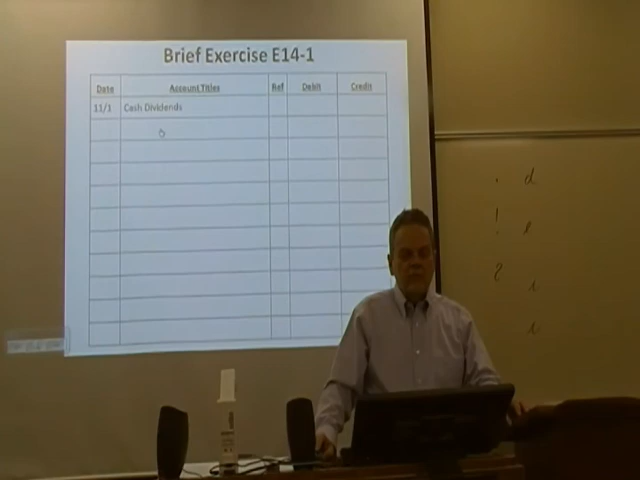 Brief Exercise E14-1
Date Account Titles Ref Debit Credit
11/1 Cash Dividends
. d
! e